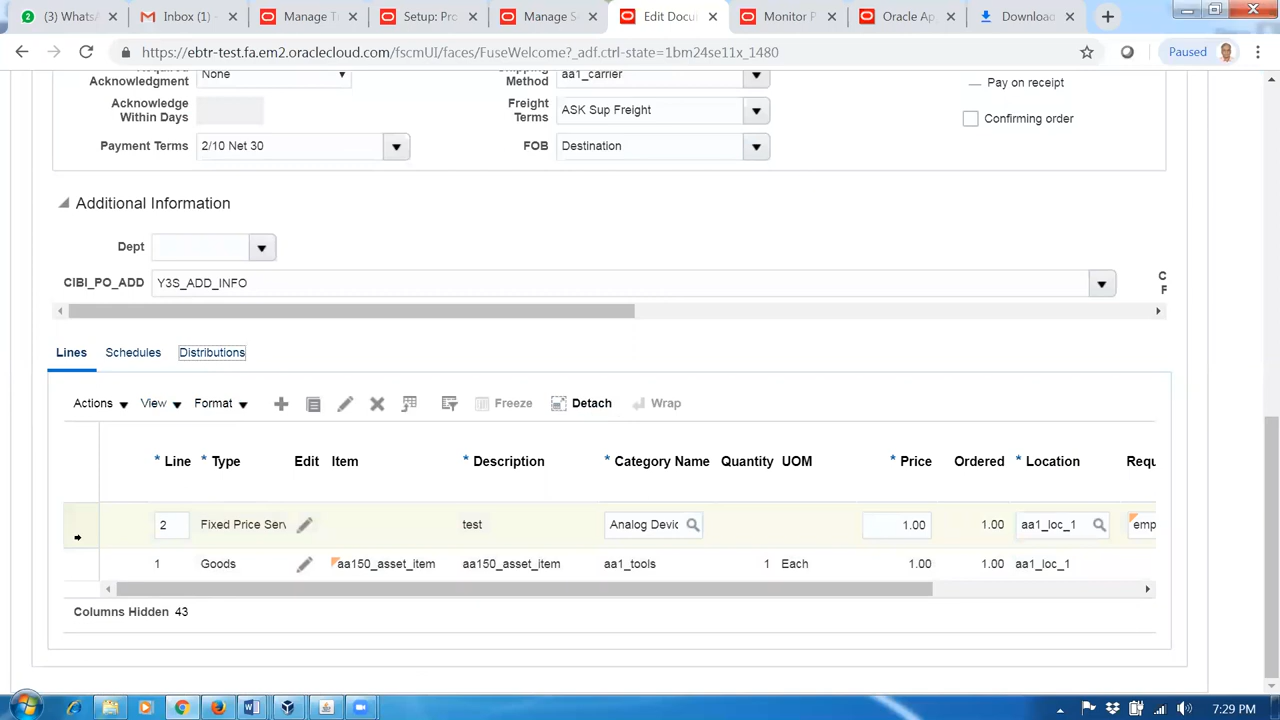 (3) Whats
Inbox (1) -
Manage T
Setup: Pro
Manage S
Edit Docu
Monitor P
Oracle Ap
Download
https://ebtr-test.fa.em2.oraclecloud.com/fscmUI/faces/FuseWelcome?_adf.ctrl-state=1bm24se11x_1480
Paused
Required Acknowledgment None
Shipping Method aa1_carrier
Pay on receipt
Acknowledge Within Days
Freight Terms ASK Sup Freight
Confirming order
Payment Terms 2/10 Net 30
FOB Destination
Additional Information
Dept
CIBI_PO_ADD Y3S_ADD_INFO
Lines Schedules Distributions
Actions View Format Freeze Detach Wrap
* Line * Type Edit Item * Description * Category Name Quantity UOM * Price Ordered * Location Requ
2 Fixed Price Serv test Analog Devic 1.00 1.00 aa1_loc_1 emp
1 Goods aa150_asset_item aa150_asset_item aa1_tools 1 Each 1.00 1.00 aa1_loc_1
Columns Hidden 43
7:29 PM